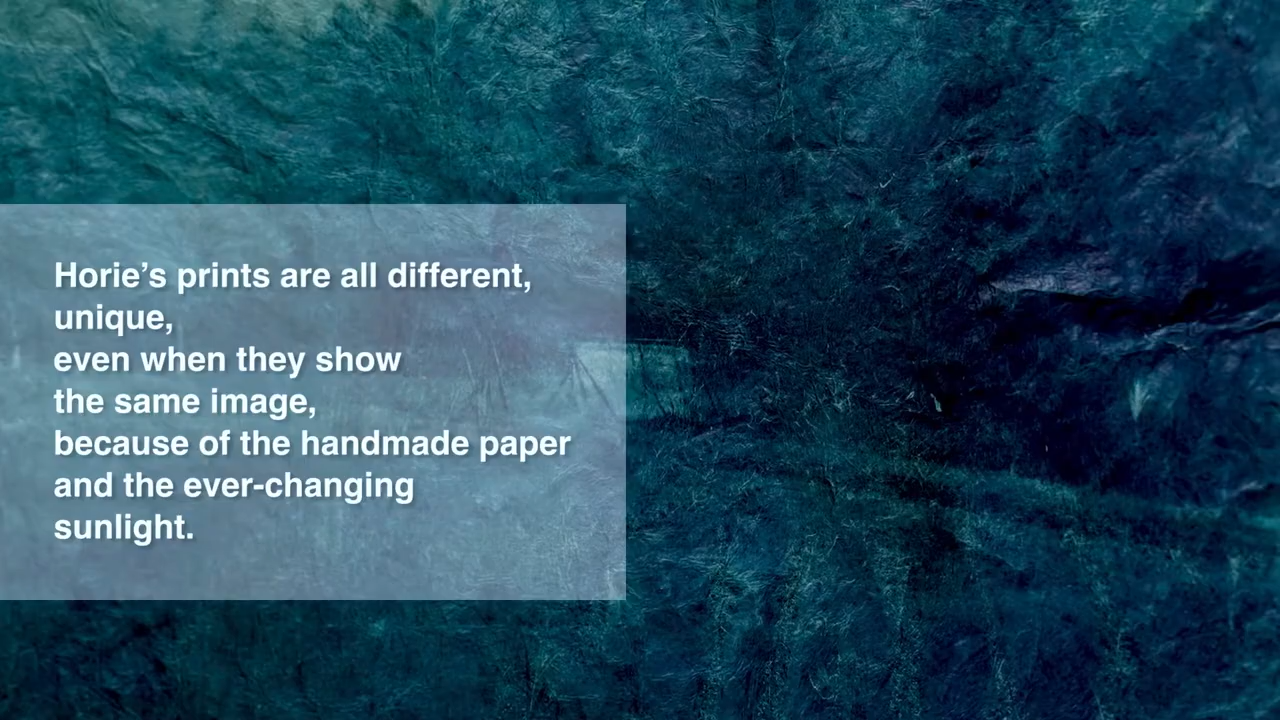 Horie’s prints are all different,
unique,
even when they show
the same image,
because of the handmade paper
and the ever-changing
sunlight.